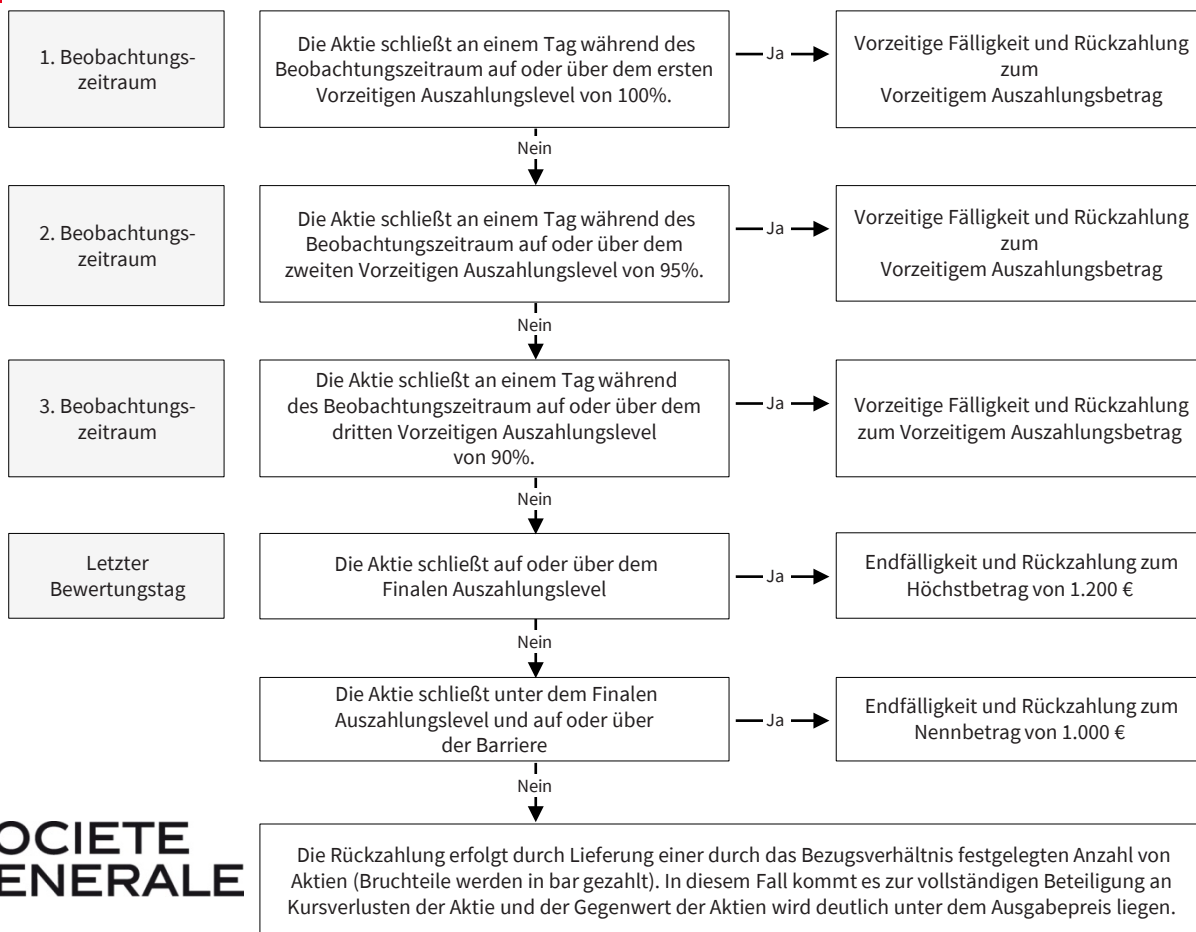 1. Beobachtungs-
zeitraum
Die Aktie schließt an einem Tag während des
Beobachtungszeitraum auf oder über dem ersten
Vorzeitigen Auszahlungslevel von 100%.
Ja
Vorzeitige Fälligkeit und Rückzahlung
zum
Vorzeitigem Auszahlungsbetrag
Nein
2. Beobachtungs-
zeitraum
Die Aktie schließt an einem Tag während des
Beobachtungszeitraum auf oder über dem
zweiten Vorzeitigen Auszahlungslevel von 95%.
Ja
Vorzeitige Fälligkeit und Rückzahlung
zum
Vorzeitigem Auszahlungsbetrag
Nein
3. Beobachtungs-
zeitraum
Die Aktie schließt an einem Tag während
des Beobachtungszeitraum auf oder über dem
dritten Vorzeitigen Auszahlungslevel
von 90%.
Ja
Vorzeitige Fälligkeit und Rückzahlung
zum Vorzeitigem Auszahlungsbetrag
Nein
Letzter
Bewertungstag
Die Aktie schließt auf oder über dem
Finalen Auszahlungslevel
Ja
Endfälligkeit und Rückzahlung zum
Höchstbetrag von 1.200 €
Nein
Die Aktie schließt unter dem Finalen
Auszahlungslevel und auf oder über
der Barriere
Ja
Endfälligkeit und Rückzahlung zum
Nennbetrag von 1.000 €
Nein
OCIETE
ENERALE
Die Rückzahlung erfolgt durch Lieferung einer durch das Bezugsverhältnis festgelegten Anzahl von
Aktien (Bruchteile werden in bar gezahlt). In diesem Fall kommt es zur vollständigen Beteiligung an
Kursverlusten der Aktie und der Gegenwert der Aktien wird deutlich unter dem Ausgabepreis liegen.